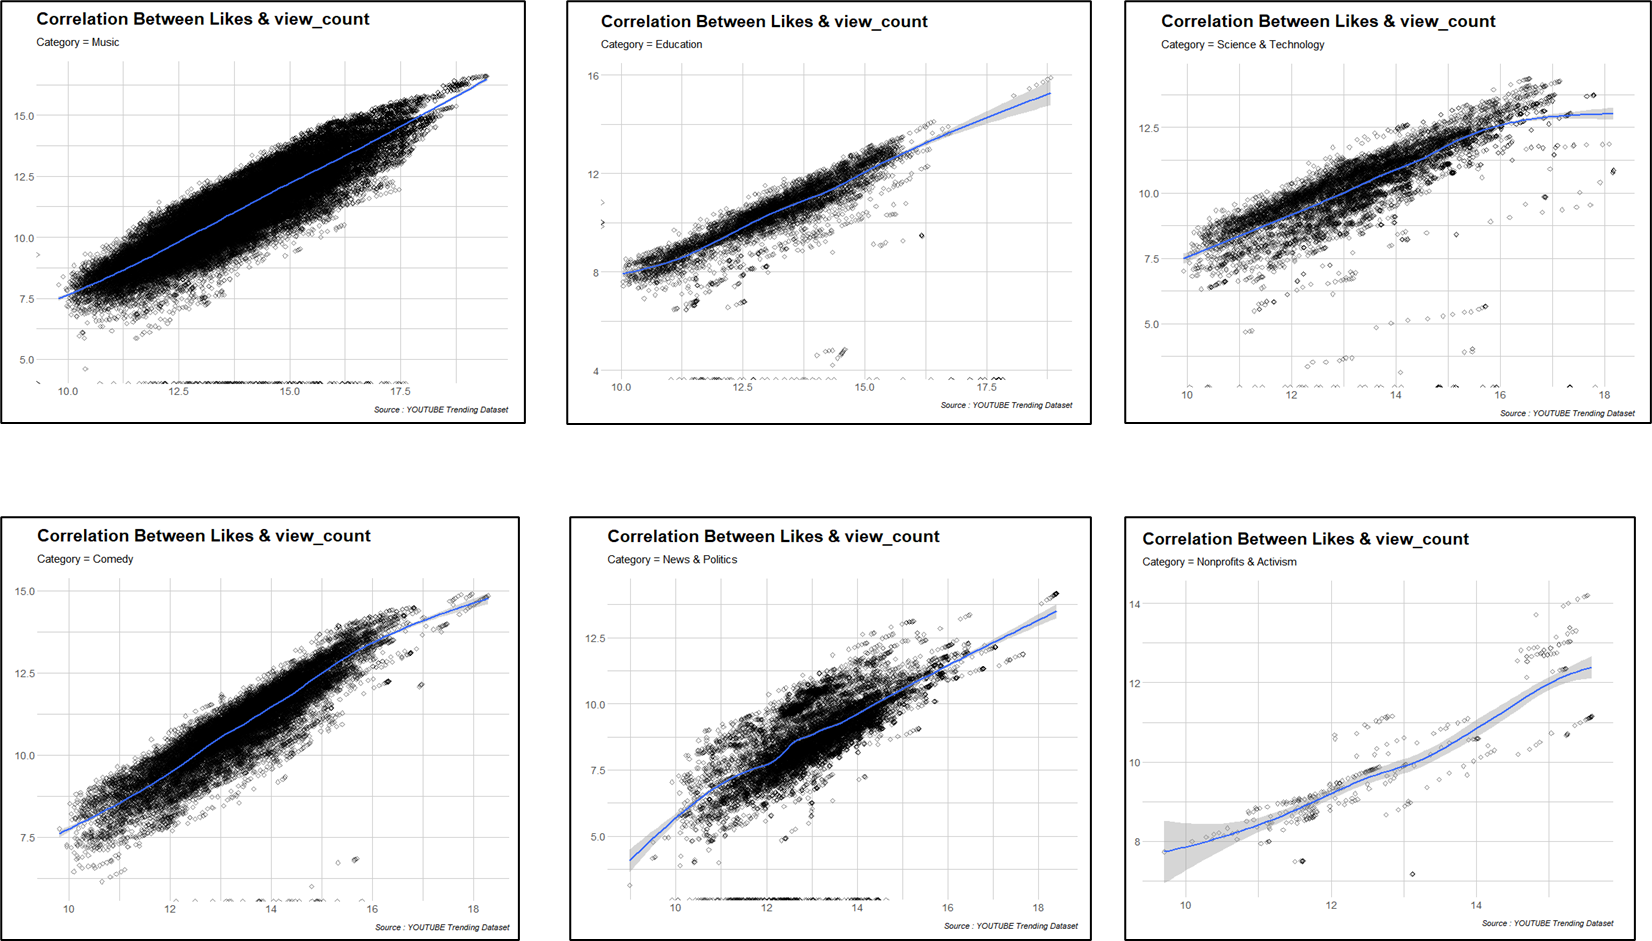 Correlation Between Likes & view_count
Category = Music
15.0
12.5
10.0
7.5
5.0
10.0 12.5 15.0 17.5
Source : YOUTUBE Trending Dataset
Correlation Between Likes & view_count
Category = Education
16
12
8
4
10.0 12.5 15.0 17.5
Source : YOUTUBE Trending Dataset
Correlation Between Likes & view_count
Category = Science & Technology
12.5
10.0
7.5
5.0
10 12 14 16 18
Source : YOUTUBE Trending Dataset
Correlation Between Likes & view_count
Category = Comedy
15.0
12.5
10.0
7.5
10 12 14 16 18
Source : YOUTUBE Trending Dataset
Correlation Between Likes & view_count
Category = News & Politics
12.5
10.0
7.5
5.0
10 12 14 16 18
Source : YOUTUBE Trending Dataset
Correlation Between Likes & view_count
Category = Nonprofits & Activism
14
12
10
8
10 12 14
Source : YOUTUBE Trending Dataset